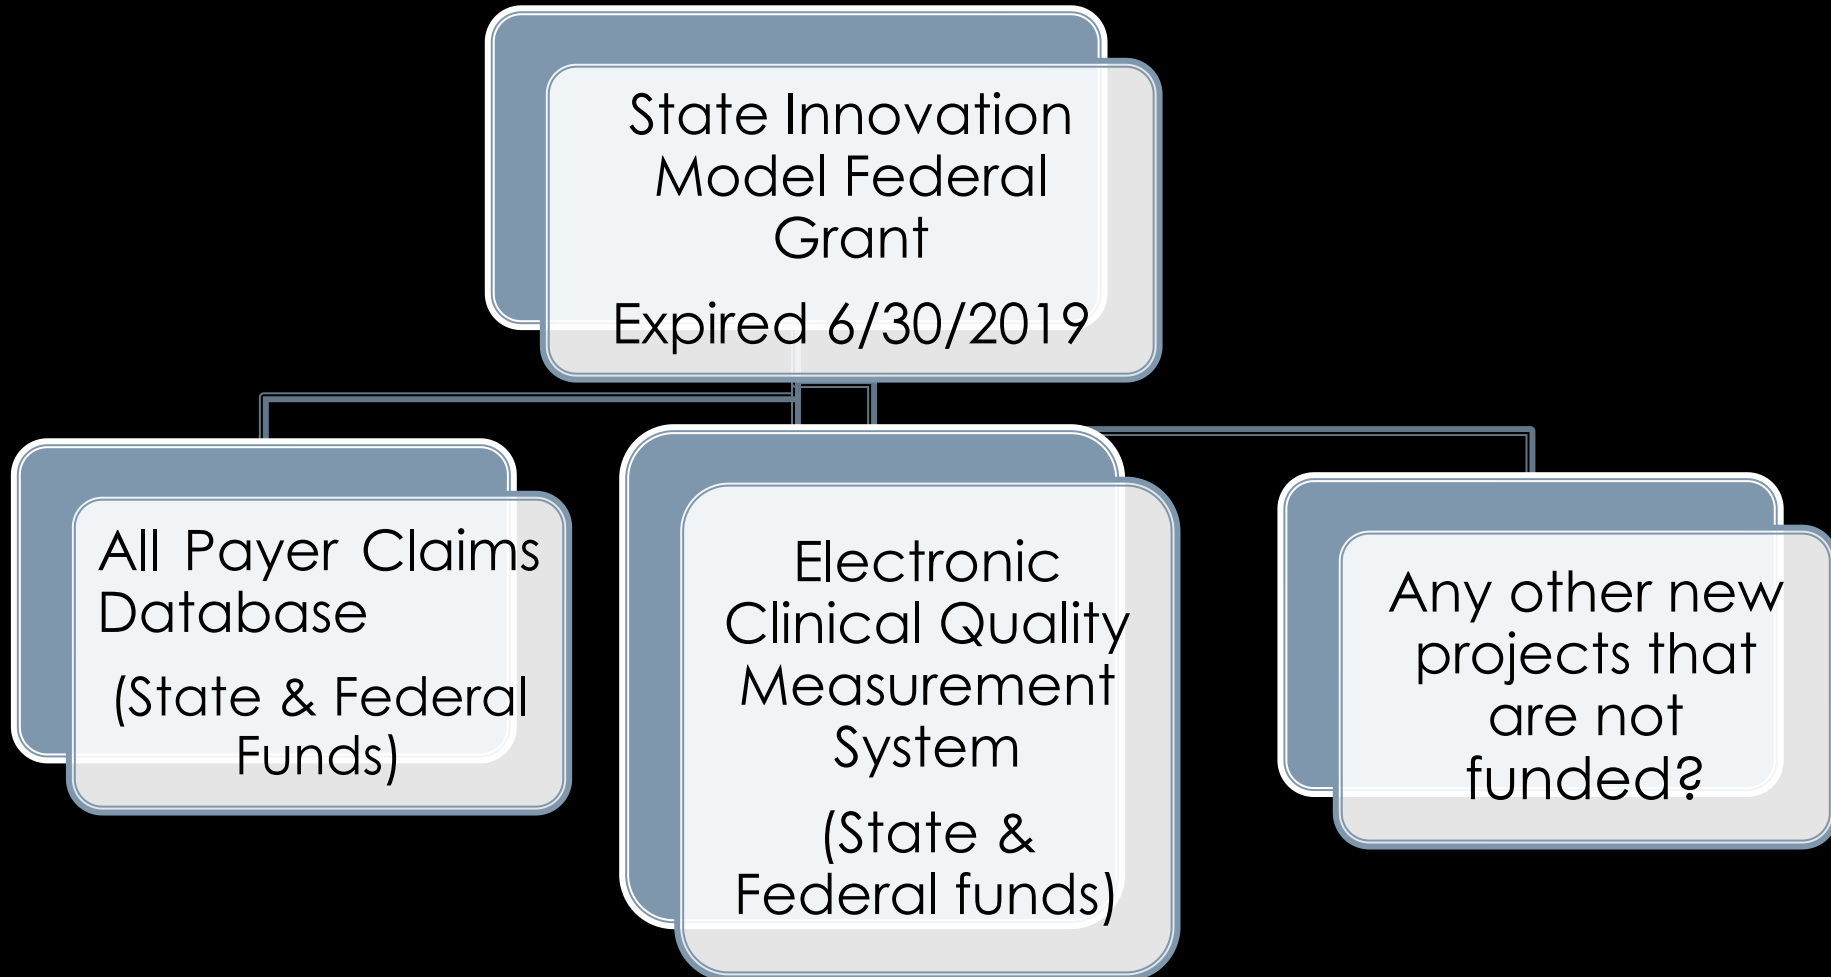 State Innovation
Model Federal
Grant
Expired 6/30/2019
All Payer Claims
Database
(State & Federal
Funds)
Electronic
Clinical Quality
Measurement
System
(State &
Federal funds)
Any other new
projects that
are not
funded?